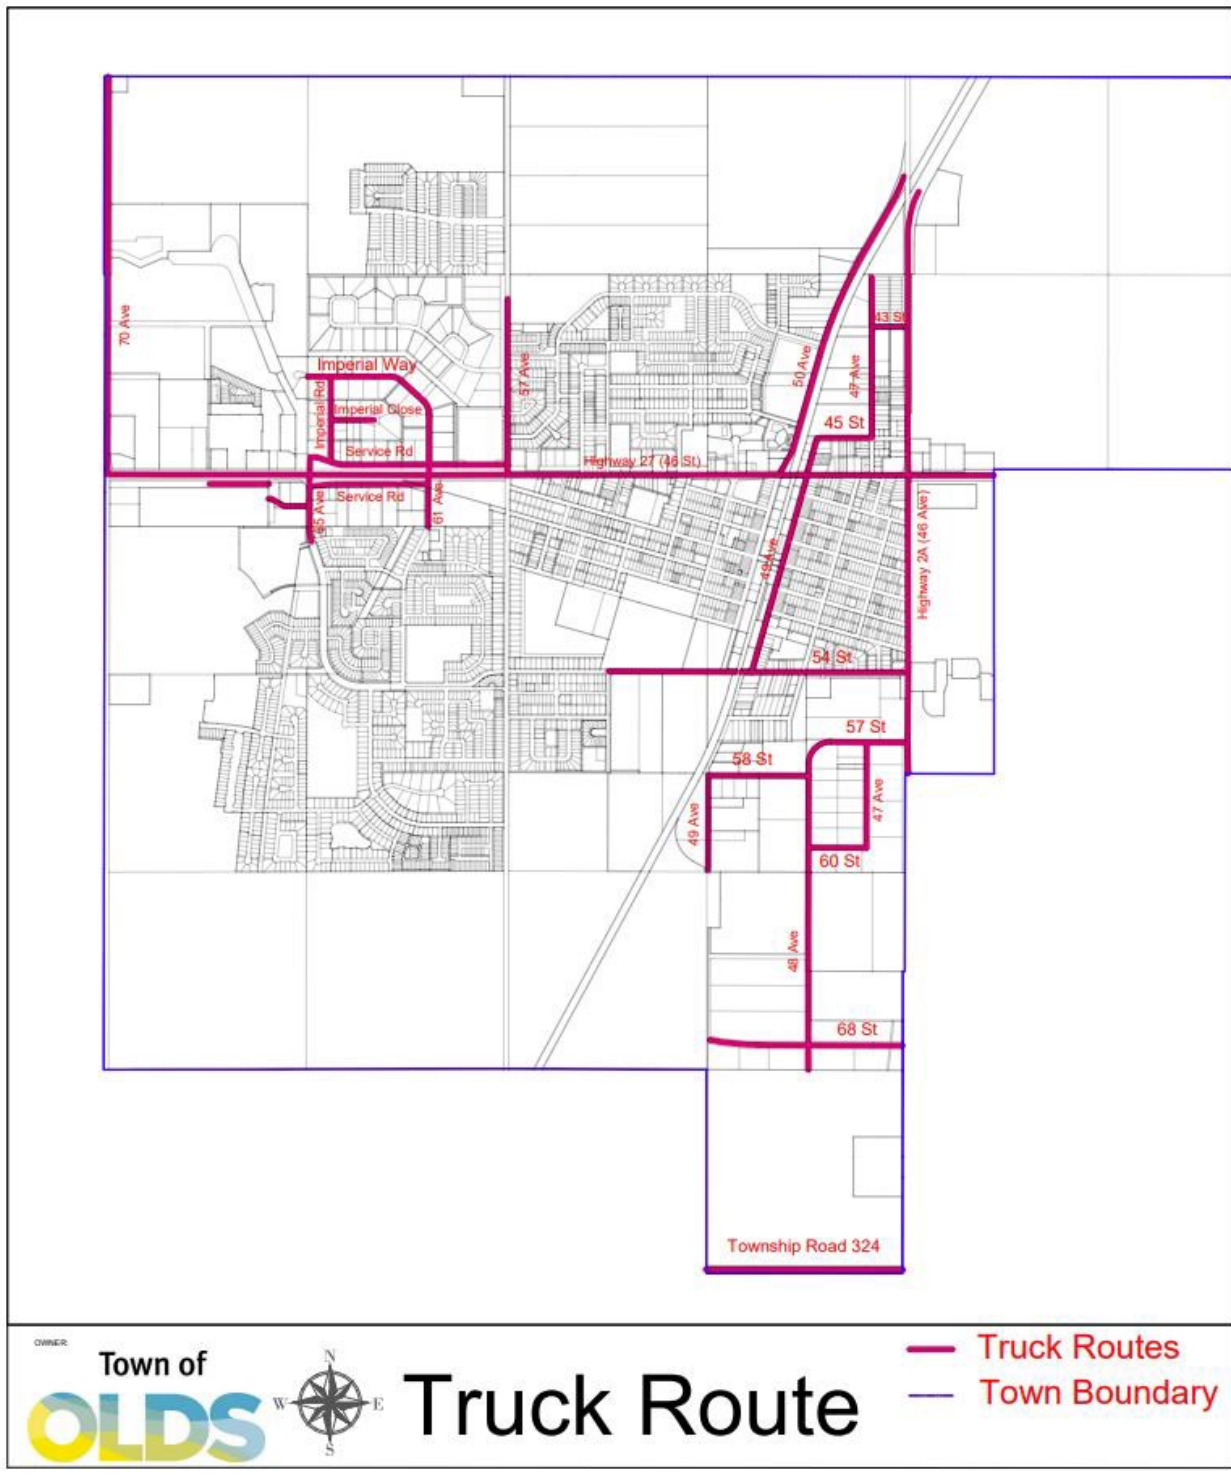 70 Ave
Imperial Way
Imperial Rd
Imperial Close
Service Rd
57 Ave
50 Ave
47 Ave
43 St
45 St
Highway 27 (46 St)
Service Rd
65 Ave
61 Ave
49 Ave
Highway 2A (46 Ave)
54 St
57 St
58 St
49 Ave
47 Ave
60 St
48 Ave
68 St
Township Road 324
OWNER:
Town of
OLDS
N
W
E
S
Truck Route
Truck Routes
Town Boundary